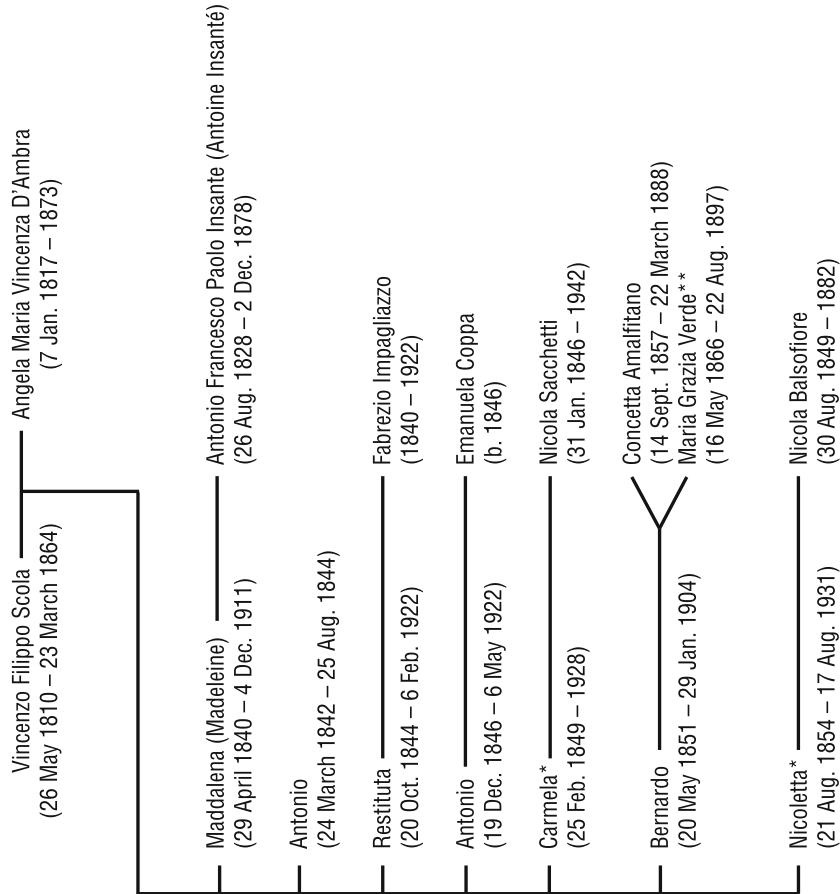 Vincenzo Filippo Scola
(26 May 1810 – 23 March 1864)
Angela Maria Vincenza D'Ambra
(7 Jan. 1817 – 1873)
Maddalena (Madeleine)
(29 April 1840 – 4 Dec. 1911)
Antonio Francesco Paolo Insante (Antoine Insanté)
(26 Aug. 1828 – 2 Dec. 1878)
Antonio
(24 March 1842 – 25 Aug. 1844)
Restituta
(20 Oct. 1844 – 6 Feb. 1922)
Fabrezio Impagliazzo
(1840 – 1922)
Antonio
(19 Dec. 1846 – 6 May 1922)
Emanuela Coppa
(b. 1846)
Carmela*
(25 Feb. 1849 – 1928)
Nicola Sacchetti
(31 Jan. 1846 – 1942)
Bernardo
(20 May 1851 – 29 Jan. 1904)
Concetta Amalfitano
(14 Sept. 1857 – 22 March 1888)
Maria Grazia Verde**
(16 May 1866 – 22 Aug. 1897)
Nicoletta*
(21 Aug. 1854 – 17 Aug. 1931)
Nicola Balsofiore
(30 Aug. 1849 – 1882)